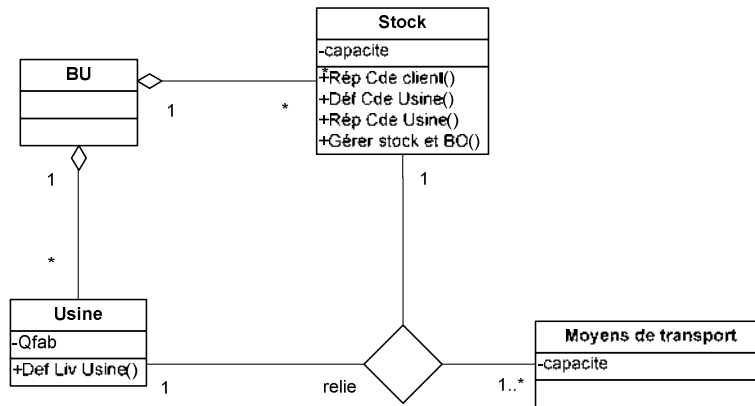 Stock
-capacite
+Rép Cde client()
+Déf Cde Usine()
+Rép Cde Usine()
+Gérer stock et BO()
BU
1
*
*
1
1
*
Usine
-Qfab
+Def Liv Usine()
1
relie
1..*
Moyens de transport
-capacite